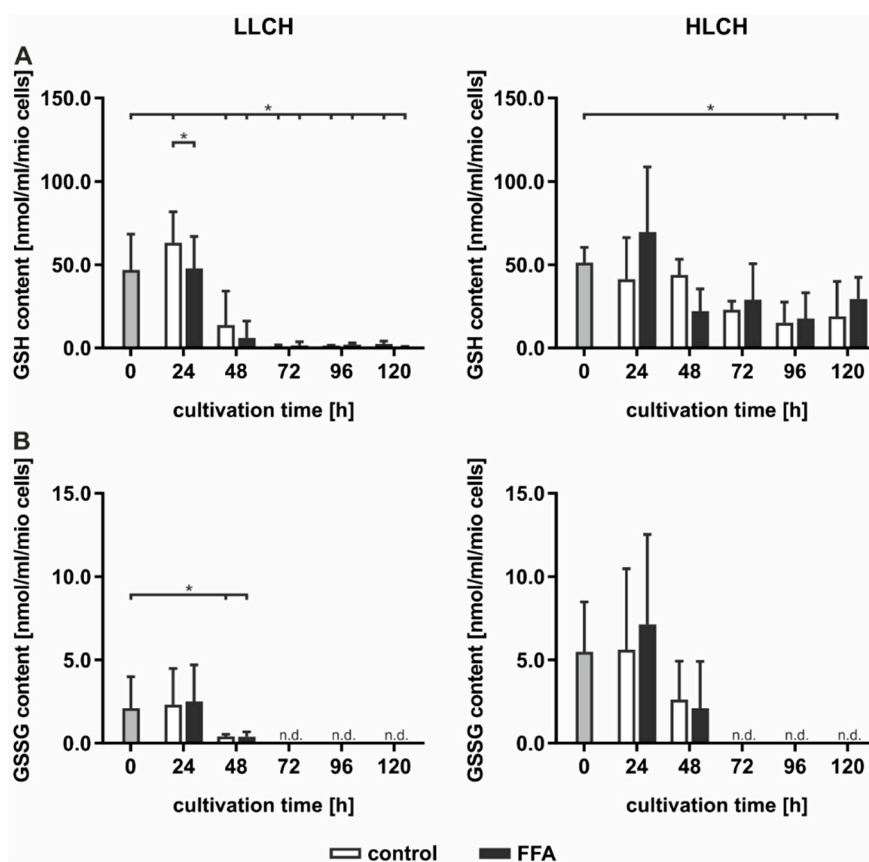 LLCH HLCH
A
GSH content [nmol/ml/mio cells]
150.0
100.0
50.0
0.0
*
*
0 24 48 72 96 120
cultivation time [h]
GSH content [nmol/ml/mio cells]
150.0
100.0
50.0
0.0
*
0 24 48 72 96 120
cultivation time [h]
B
GSSG content [nmol/ml/mio cells]
15.0
10.0
5.0
0.0
*
n.d. n.d. n.d.
0 24 48 72 96 120
cultivation time [h]
GSSG content [nmol/ml/mio cells]
15.0
10.0
5.0
0.0
n.d. n.d. n.d.
0 24 48 72 96 120
cultivation time [h]
control FFA